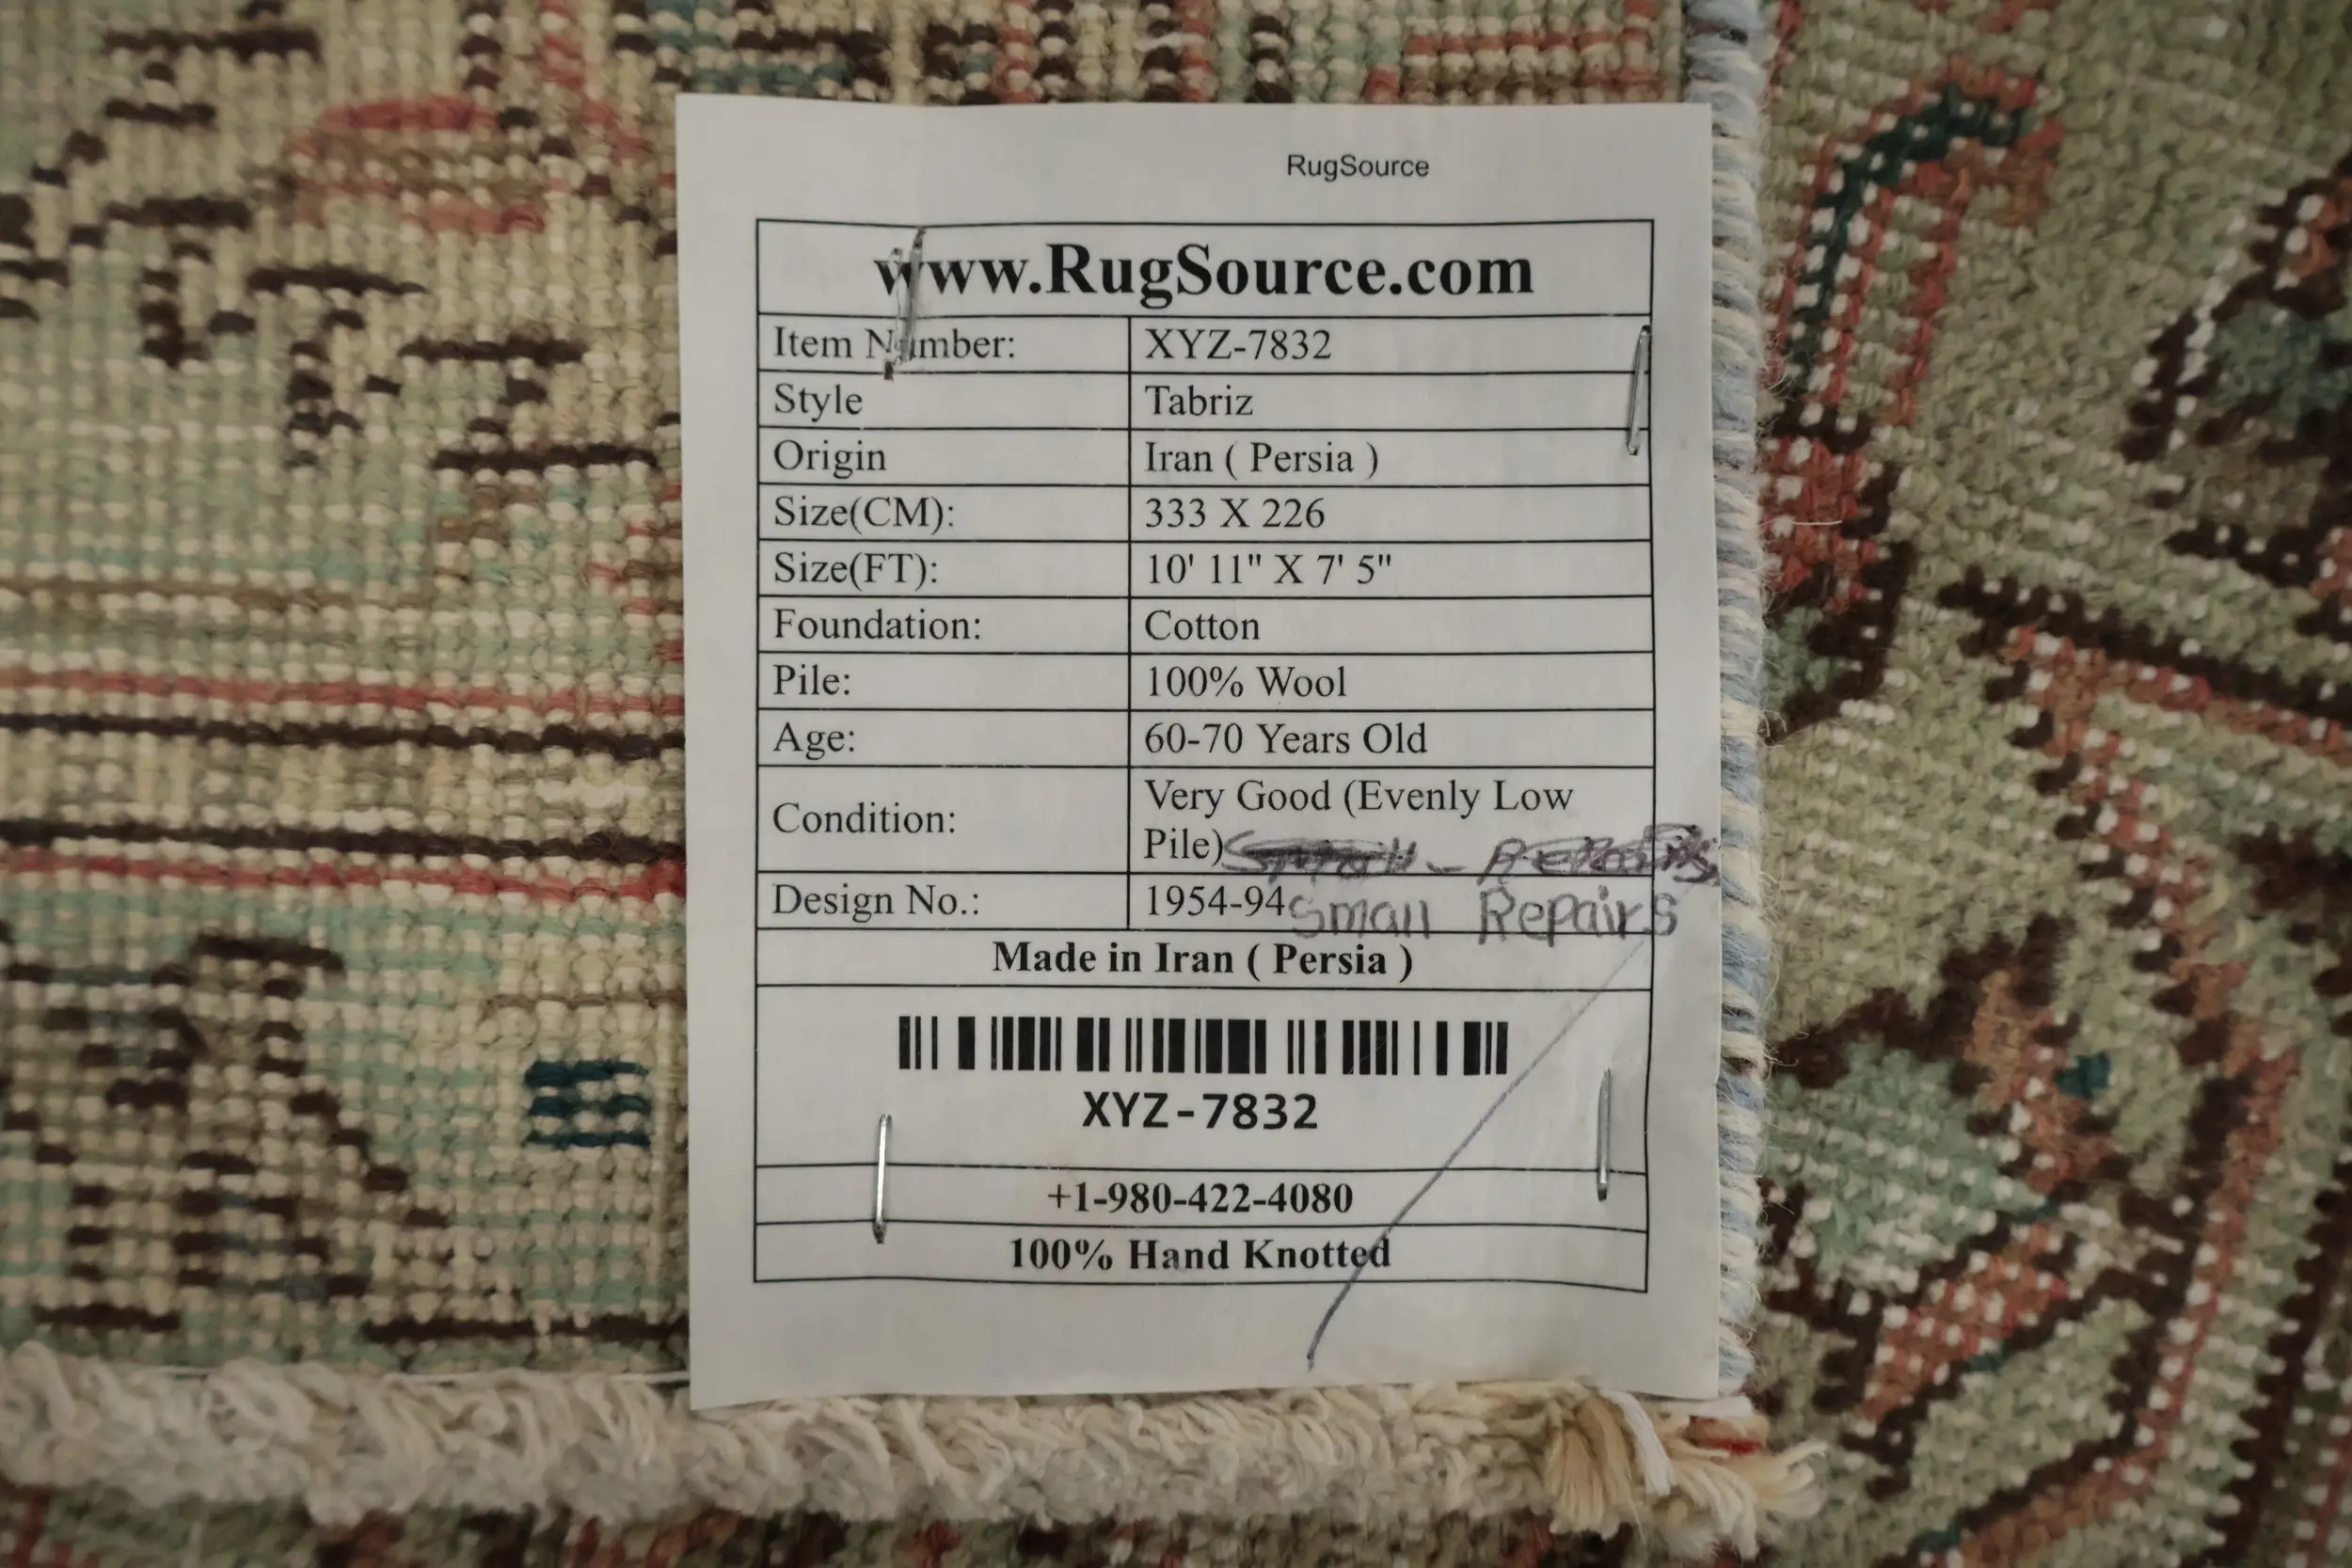 RugSource
www.RugSource.com
Item Number: XYZ-7832
Style Tabriz
Origin Iran ( Persia )
Size(CM): 333 X 226
Size(FT): 10' 11" X 7' 5"
Foundation: Cotton
Pile: 100% Wool
Age: 60-70 Years Old
Condition: Very Good (Evenly Low
Pile)
Design No.: 1954-94 Small Repairs
Made in Iran ( Persia )
XYZ-7832
+1-980-422-4080
100% Hand Knotted